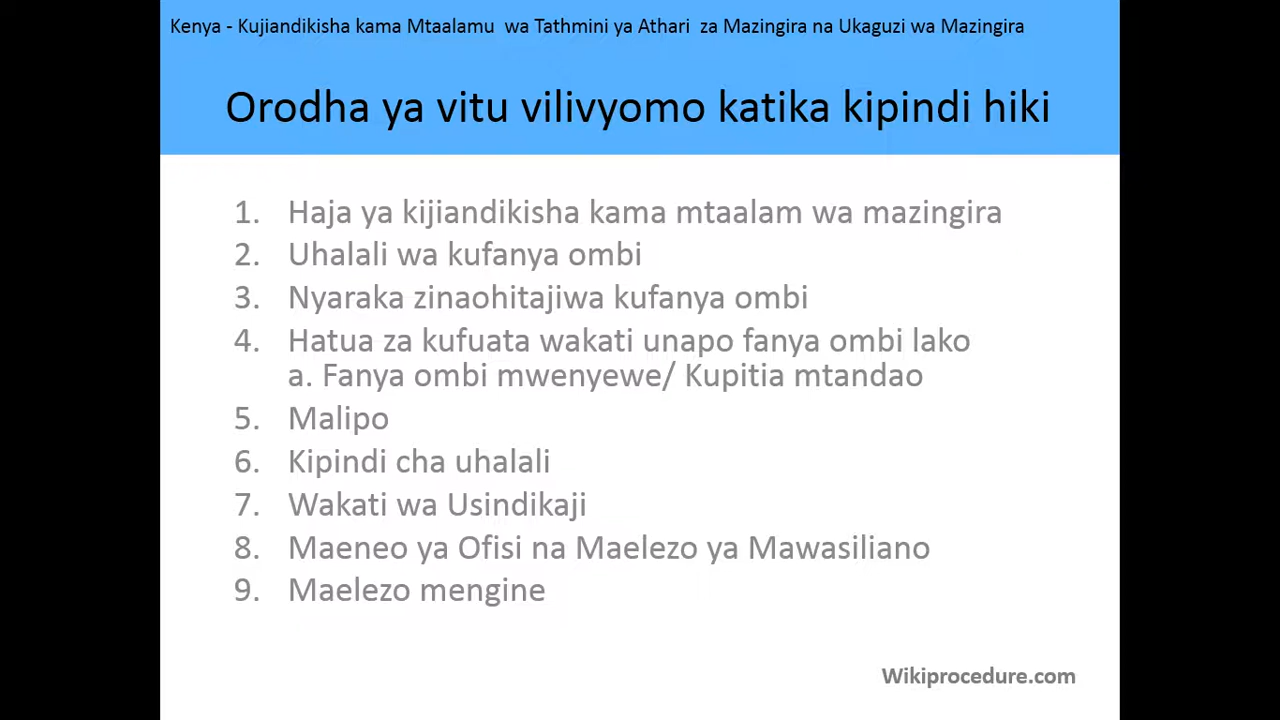 Kenya - Kujiandikisha kama Mtaalamu wa Tathmini ya Athari za Mazingira na Ukaguzi wa Mazingira
Orodha ya vitu vilivyomo katika kipindi hiki
1. Haja ya kijiandikisha kama mtaalam wa mazingira
2. Uhalali wa kufanya ombi
3. Nyaraka zinaohitajiwa kufanya ombi
4. Hatua za kufuata wakati unapo fanya ombi lako
a. Fanya ombi mwenyewe/ Kupitia mtandao
5. Malipo
6. Kipindi cha uhalali
7. Wakati wa Usindikaji
8. Maeneo ya Ofisi na Maelezo ya Mawasiliano
9. Maelezo mengine
Wikiprocedure.com